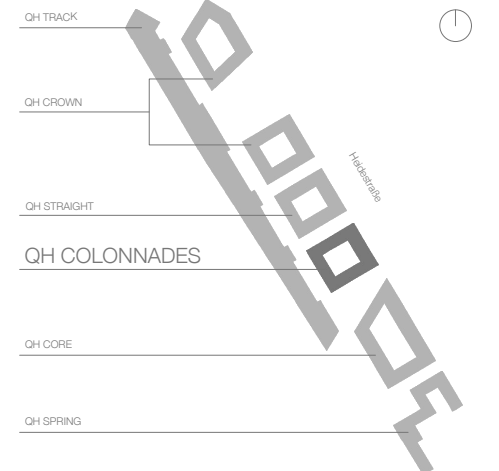 QH TRACK
QH CROWN
Heidestraße
QH STRAIGHT
QH COLONNADES
QH CORE
QH SPRING